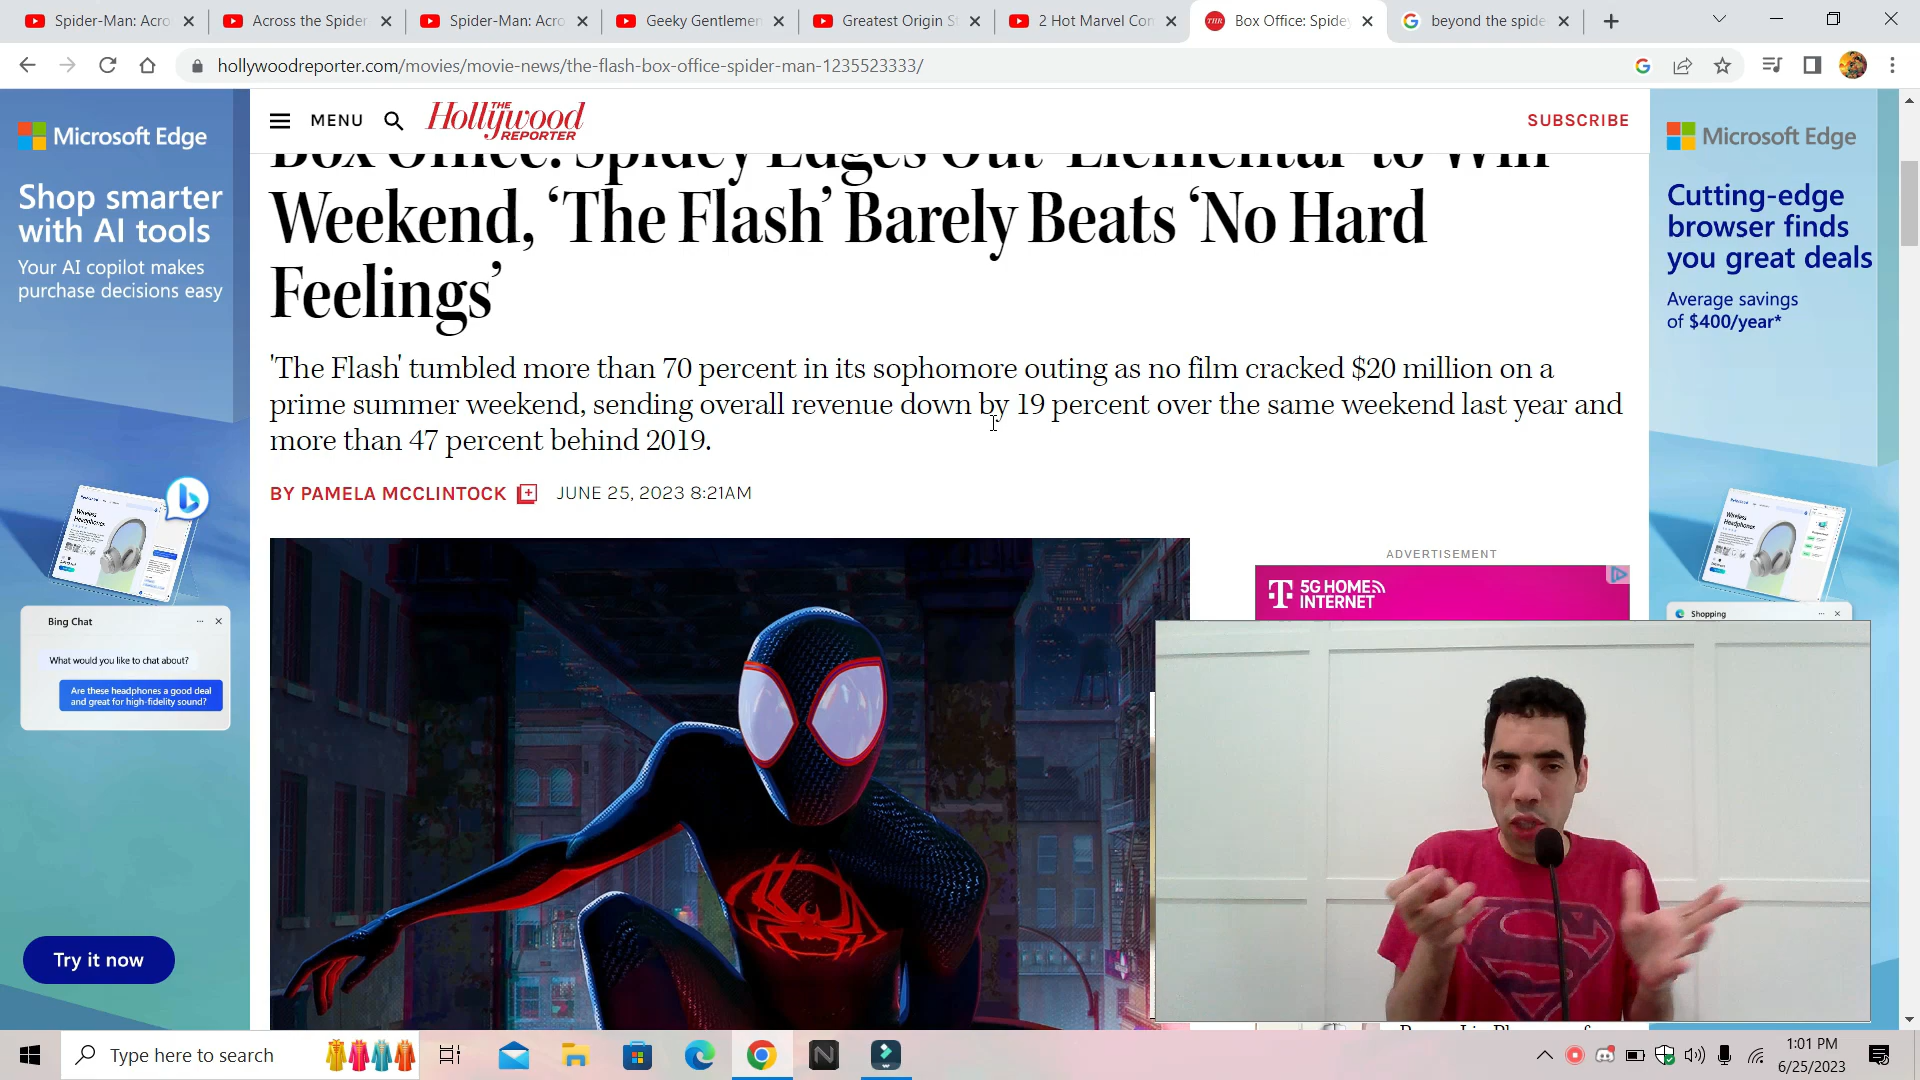 Spider-Man: Acro
Across the Spider
Spider-Man: Acro
Geeky Gentlemen
Greatest Origin S
2 Hot Marvel Con
Box Office: Spide
beyond the spide
hollywoodreporter.com/movies/movie-news/the-flash-box-office-spider-man-1235523333/
MENU
THE
Hollywood
REPORTER
SUBSCRIBE
Microsoft Edge
Shop smarter
with AI tools
Your AI copilot makes
purchase decisions easy
Bing Chat
What would you like to chat about?
Are these headphones a good deal
and great for high-fidelity sound?
Try it now
Box Office: Spidey Edges Out ‘Elemental’ to Win
Weekend, ‘The Flash’ Barely Beats ‘No Hard
Feelings’
'The Flash' tumbled more than 70 percent in its sophomore outing as no film cracked $20 million on a
prime summer weekend, sending overall revenue down by 19 percent over the same weekend last year and
more than 47 percent behind 2019.
BY PAMELA MCCLINTOCK
JUNE 25, 2023 8:21AM
ADVERTISEMENT
T 5G HOME
INTERNET
Microsoft Edge
Cutting-edge
browser finds
you great deals
Average savings
of $400/year*
Shopping
Type here to search
1:01 PM
6/25/2023